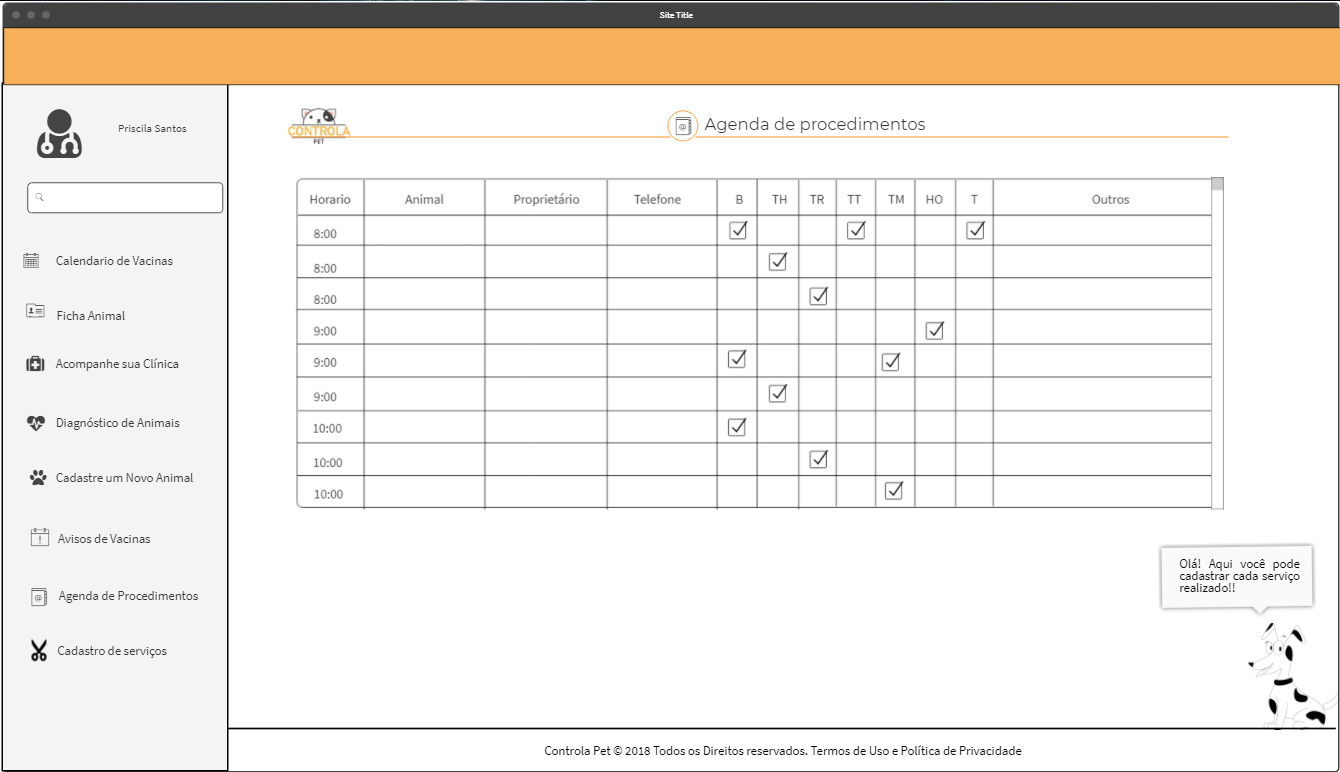 Site Title
Priscila Santos
Calendario de Vacinas
Ficha Animal
Acompanhe sua Clínica
Diagnóstico de Animais
Cadastre um Novo Animal
Avisos de Vacinas
Agenda de Procedimentos
Cadastro de serviços
CONTROLA
PET
Agenda de procedimentos
Horario Animal Proprietário Telefone B TH TR TT TM HO T Outros
8:00
8:00
8:00
9:00
9:00
9:00
10:00
10:00
10:00
Olá! Aqui você pode
cadastrar cada serviço
realizado!!
Controla Pet © 2018 Todos os Direitos reservados. Termos de Uso e Política de Privacidade